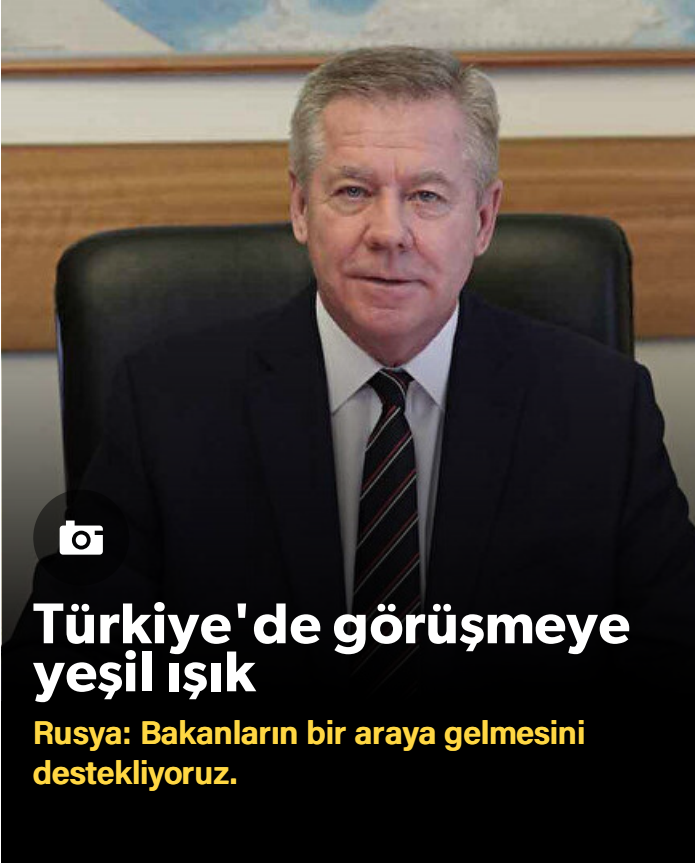 Türkiye'de görüşmeye
yeşil ışık
Rusya: Bakanların bir araya gelmesini
destekliyoruz.